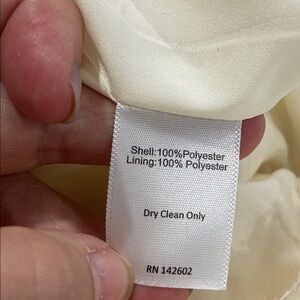 Shell:100%Polyester
Lining:100% Polyester
Dry Clean Only
RN 142602